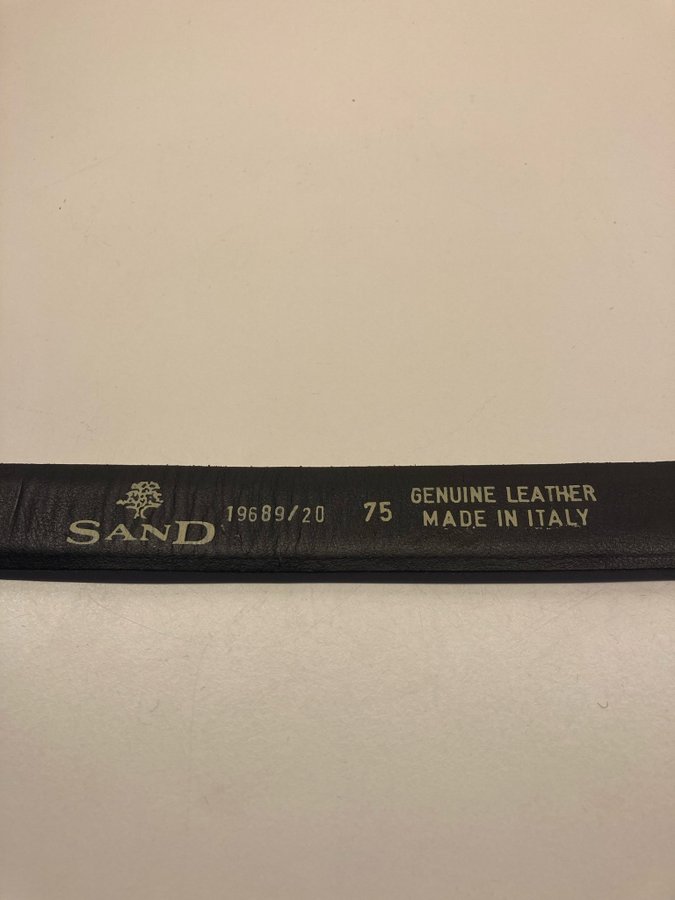 SAND
19689/20
75
GENUINE LEATHER
MADE IN ITALY